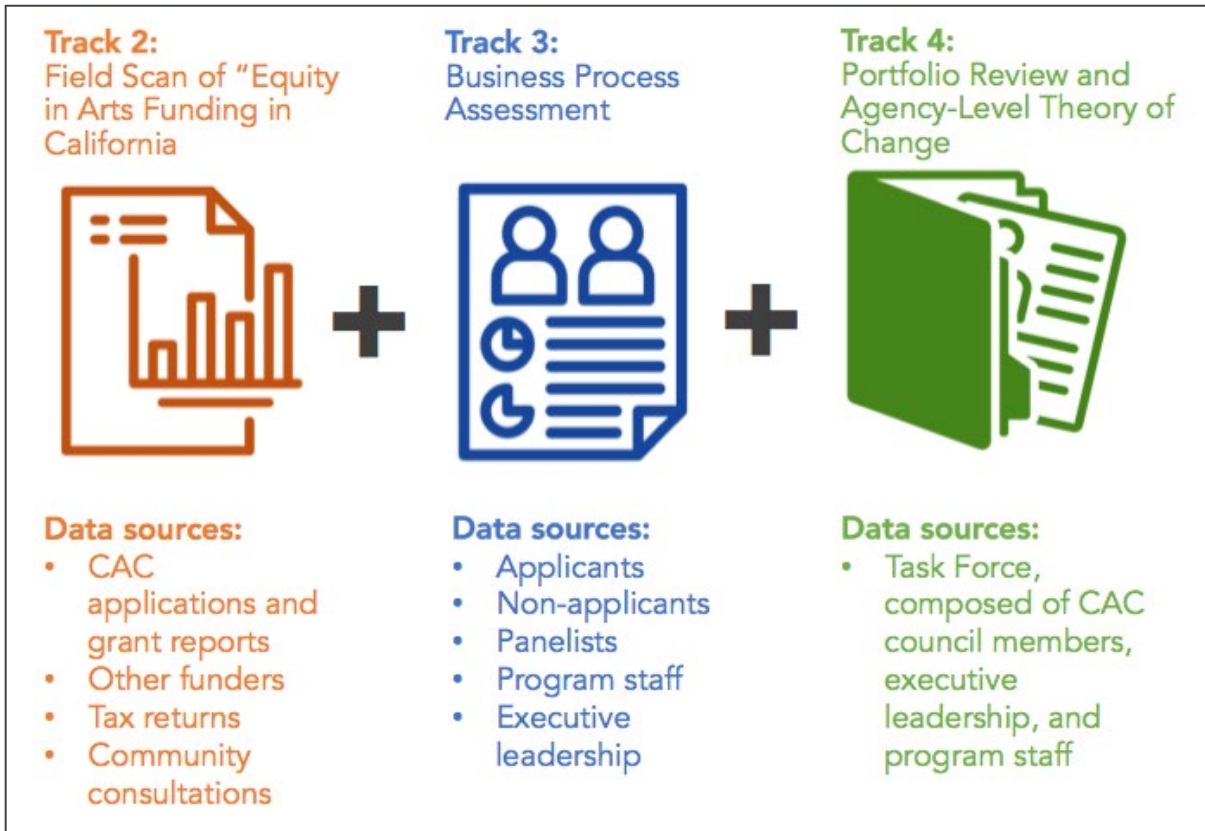 Track 2:
Field Scan of “Equity
in Arts Funding in
California
Data sources:
• CAC
applications and
grant reports
• Other funders
• Tax returns
• Community
consultations
Track 3:
Business Process
Assessment
Data sources:
• Applicants
• Non-applicants
• Panelists
• Program staff
• Executive
leadership
Track 4:
Portfolio Review and
Agency-Level Theory of
Change
Data sources:
• Task Force,
composed of CAC
council members,
executive
leadership, and
program staff